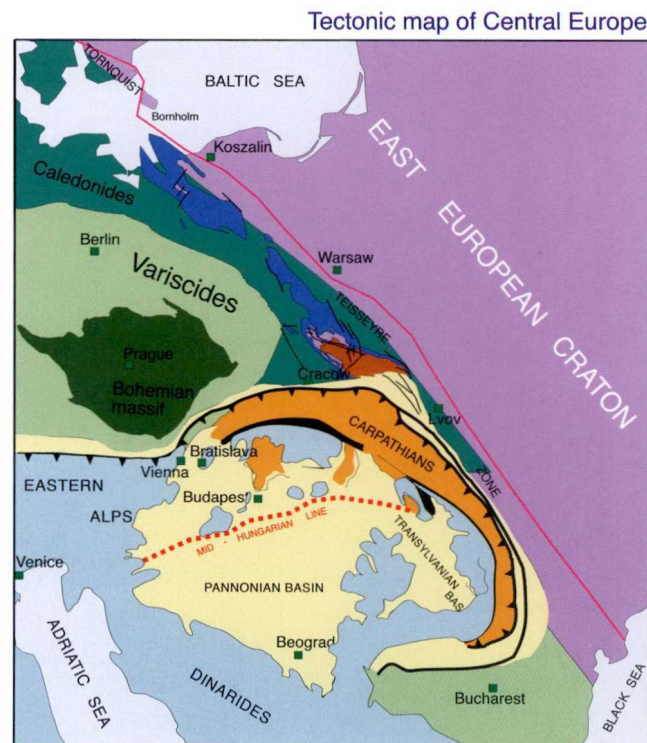 Tectonic map of Central Europe
TORNQUIST
BALTIC SEA
Bornholm
Koszalin
EAST EUROPEAN CRATON
Caledonides
Berlin
Variscides
Warsaw
TEISSEYRE
Prague
Bohemian
massif
Cracow
Lvov
CARPATHIANS
ZONE
Bratislava
Vienna
EASTERN
ALPS
Budapes
MID - HUNGARIAN LINE
TRANSYLVANIAN BAS
Venice
PANNONIAN BASIN
ADRIATIC SEA
Beograd
DINARIDES
Bucharest
BLACK SEA